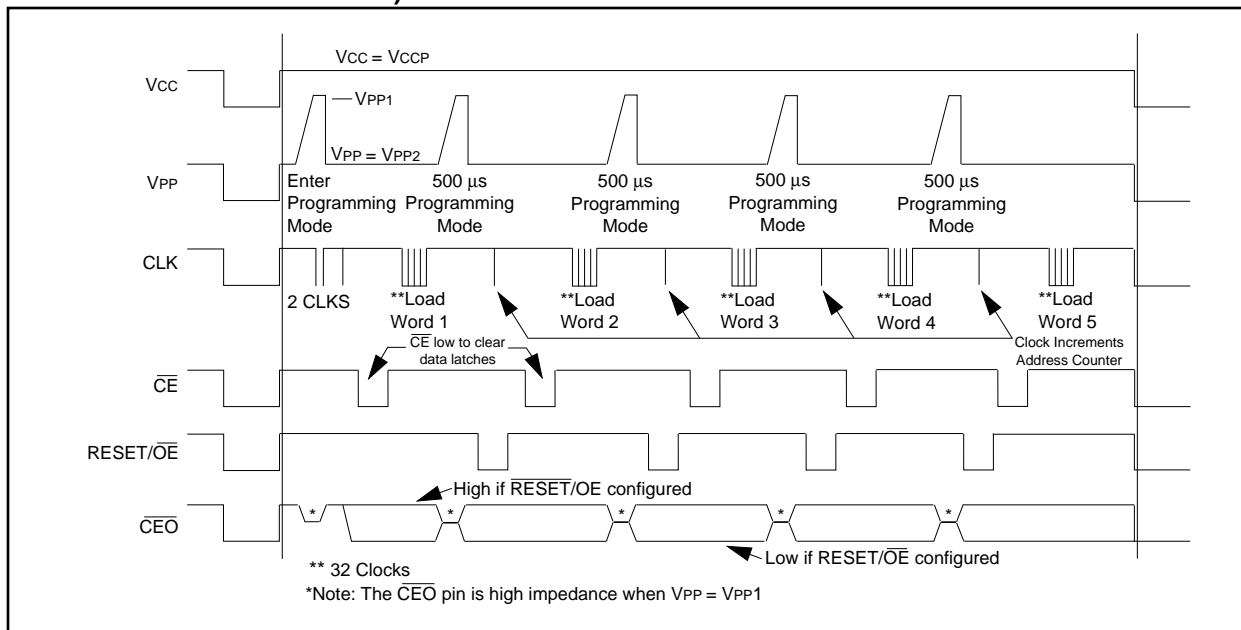 VCC = VCCP
VCC
VPP1
VPP = VPP2
VPP
Enter Programming Mode
500 µs Programming Mode
500 µs Programming Mode
500 µs Programming Mode
500 µs Programming Mode
CLK
2 CLKS
**Load Word 1
**Load Word 2
**Load Word 3
**Load Word 4
**Load Word 5
CE low to clear data latches
Clock Increments Address Counter
CE
RESET/OE
High if RESET/OE configured
CEO
*
*
*
*
*
Low if RESET/OE configured
** 32 Clocks
*Note: The CEO pin is high impedance when VPP = VPP1